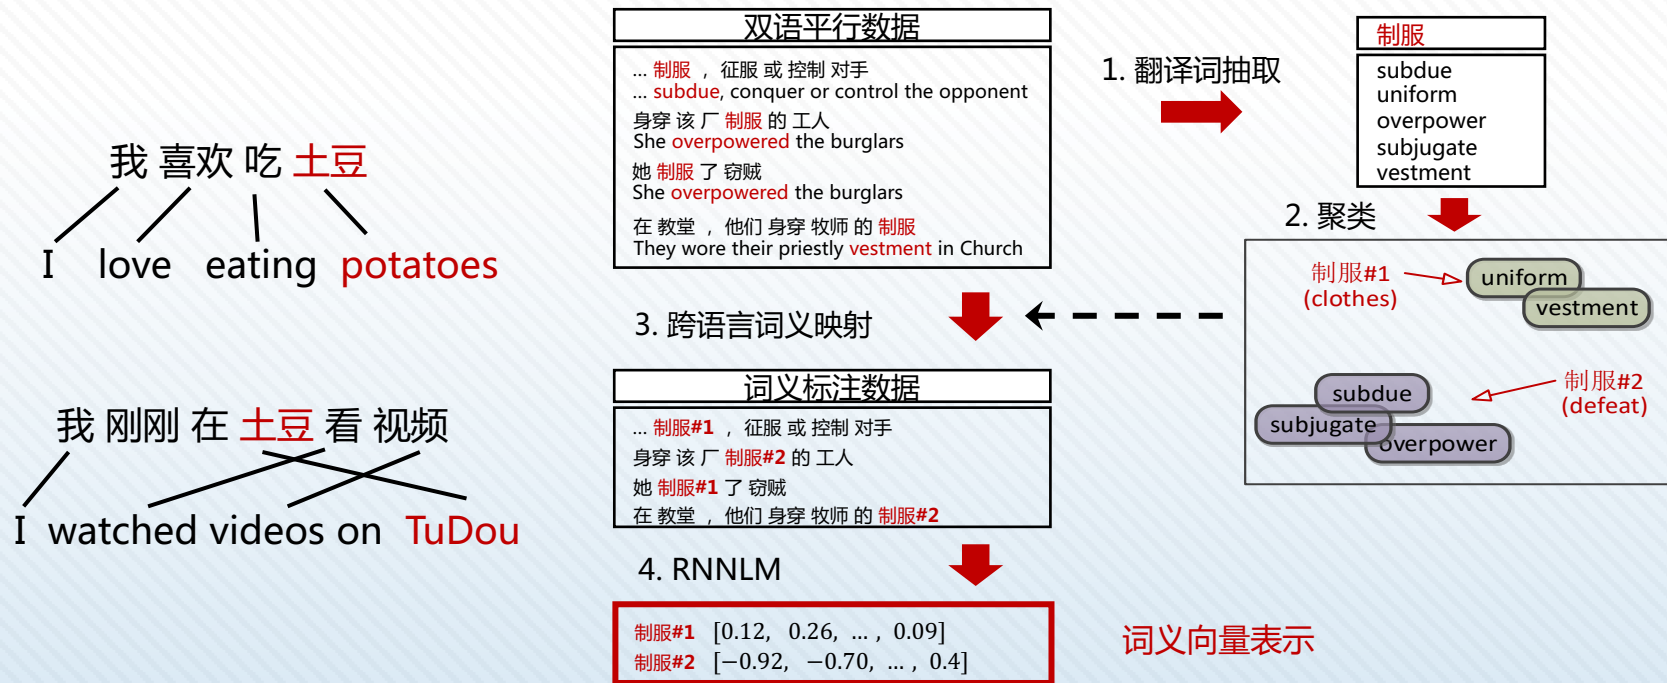 我 喜欢 吃 土豆
I love eating potatoes
我 刚刚 在 土豆 看 视频
I watched videos on TuDou
双语平行数据
... 制服 ，征服 或 控制 对手
... subdue, conquer or control the opponent
身穿 该 厂 制服 的 工人
She overpowered the burglars
她 制服 了 窃贼
She overpowered the burglars
在 教堂 ，他们 身穿 牧师 的 制服
They wore their priestly vestment in Church
1. 翻译词抽取
制服
subdue
uniform
overpower
subjugate
vestment
2. 聚类
制服#1
(clothes)
uniform
vestment
制服#2
(defeat)
subdue
subjugate
overpower
3. 跨语言词义映射
词义标注数据
... 制服#1 ，征服 或 控制 对手
身穿 该 厂 制服#2 的 工人
她 制服#1 了 窃贼
在 教堂 ，他们 身穿 牧师 的 制服#2
4. RNNLM
制服#1 [0.12, 0.26, ... , 0.09]
制服#2 [−0.92, −0.70, ... , 0.4]
词义向量表示